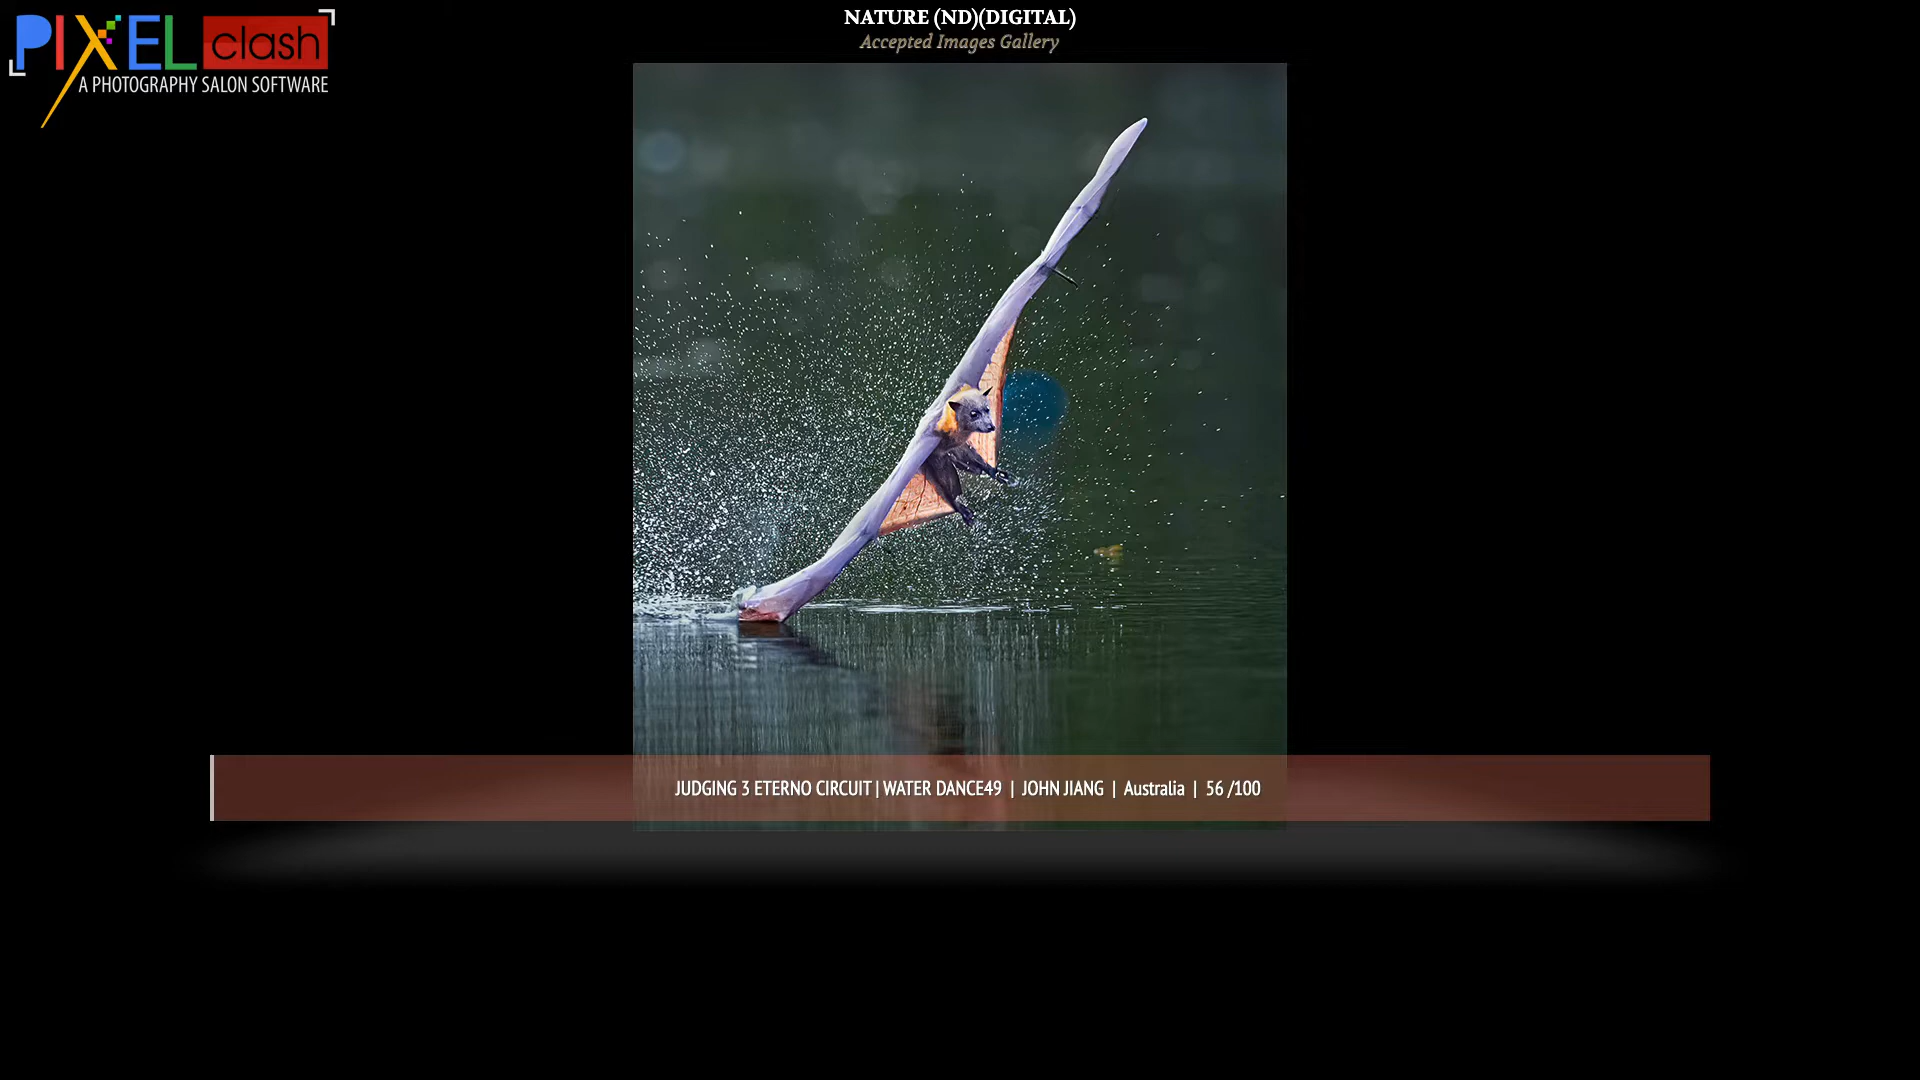 PIXEL clash
A PHOTOGRAPHY SALON SOFTWARE
NATURE (ND)(DIGITAL)
Accepted Images Gallery
JUDGING 3 ETERNO CIRCUIT | WATER DANCE49 | JOHN JIANG | Australia | 56 /100